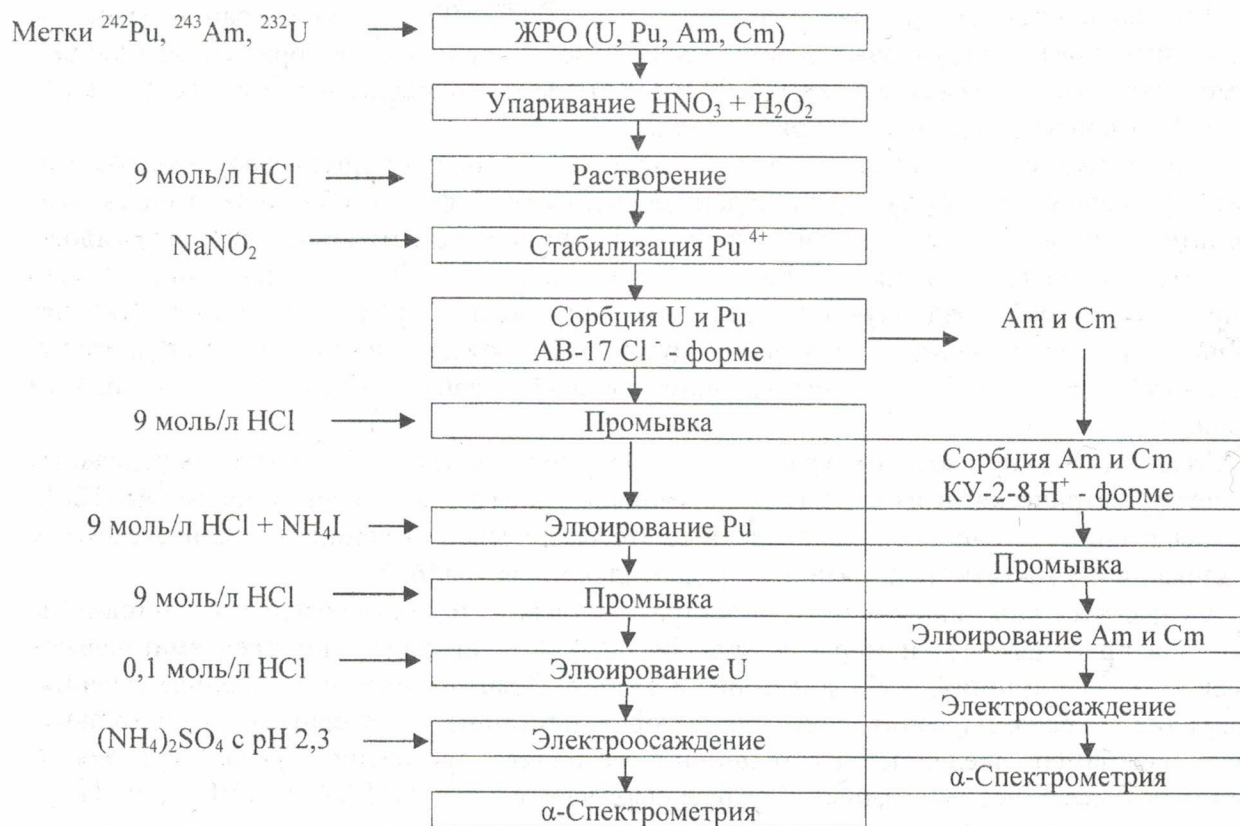 Метки ²⁴²Pu, ²⁴³Am, ²³²U
ЖРО (U, Pu, Am, Cm)
Упаривание HNO₃ + H₂O₂
9 моль/л HCl
Растворение
NaNO₂
Стабилизация Pu⁴⁺
Сорбция U и Pu
АВ-17 Cl⁻ - форме
Am и Cm
9 моль/л HCl
Промывка
Сорбция Am и Cm
КУ-2-8 H⁺ - форме
9 моль/л HCl + NH₄I
Элюирование Pu
Промывка
9 моль/л HCl
Промывка
Элюирование Am и Cm
0,1 моль/л HCl
Элюирование U
Электроосаждение
(NH₄)₂SO₄ с pH 2,3
Электроосаждение
α-Спектрометрия
α-Спектрометрия